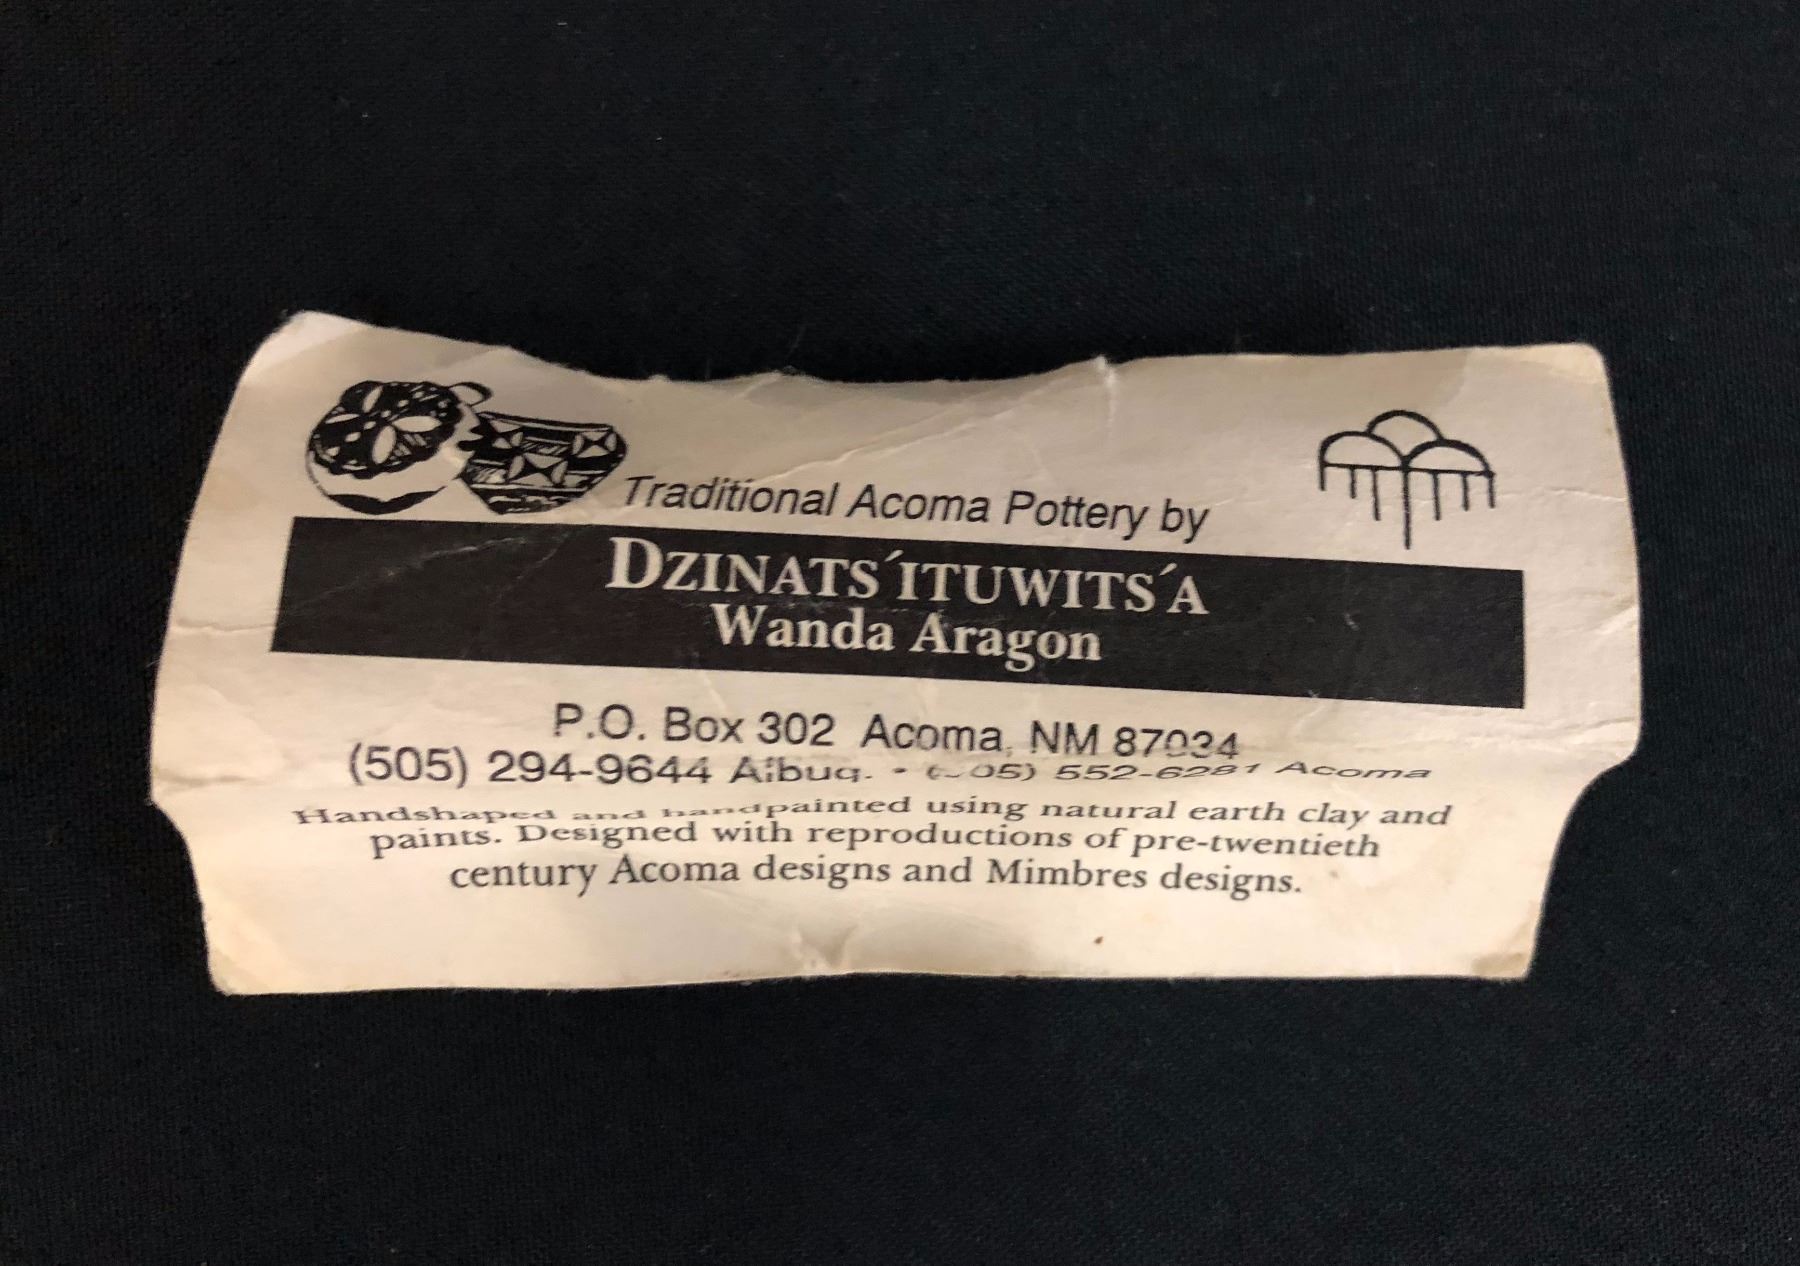 Traditional Acoma Pottery by
DZINATS´ITUWITS´A
Wanda Aragon
P.O. Box 302 Acoma, NM 87034
(505) 294-9644 Albuq. • (505) 552-6281 Acoma
Handshaped and handpainted using natural earth clay and
paints. Designed with reproductions of pre-twentieth
century Acoma designs and Mimbres designs.